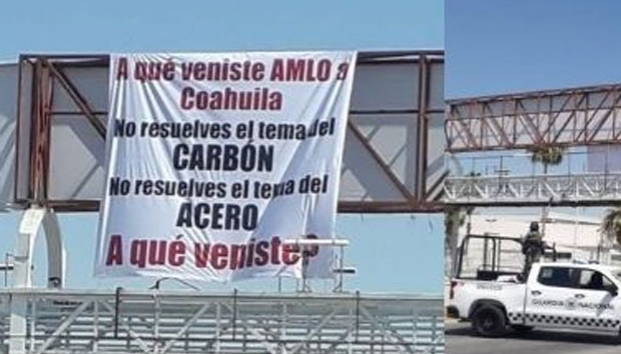 A qué veniste AMLO a
Coahuila
No resuelves el tema del
CARBÓN
No resuelves el tema del
ACERO
A qué veniste?
GUARDIA NACIONAL